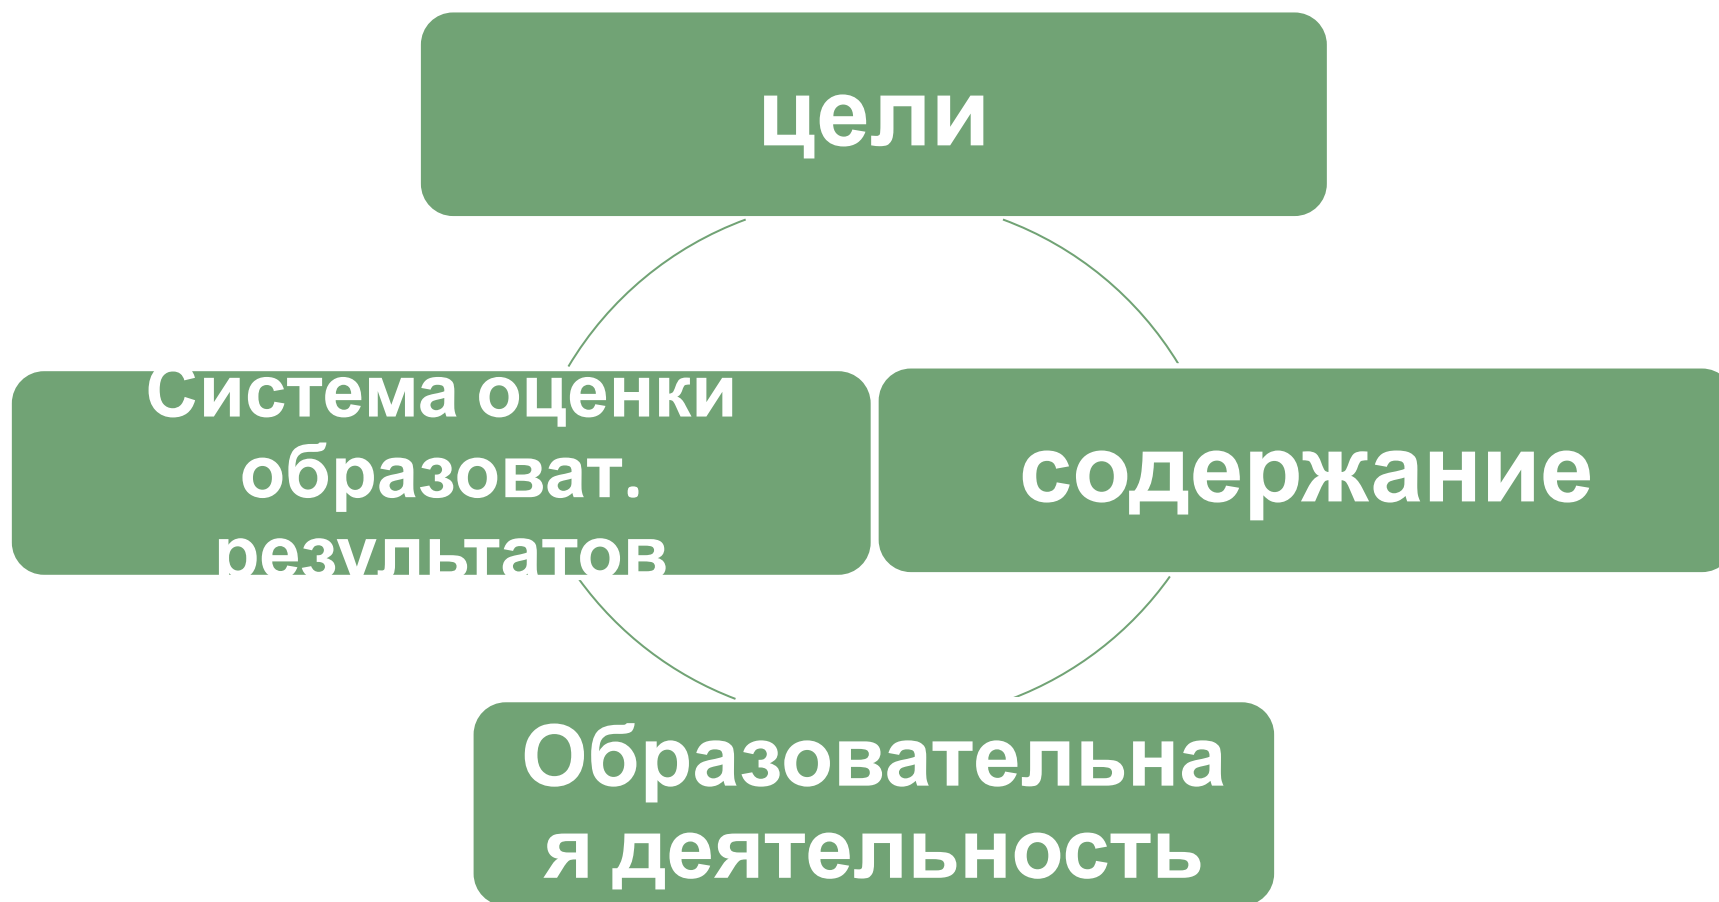 цели
Система оценки
образоват.
результатов
содержание
Образовательна
я деятельность